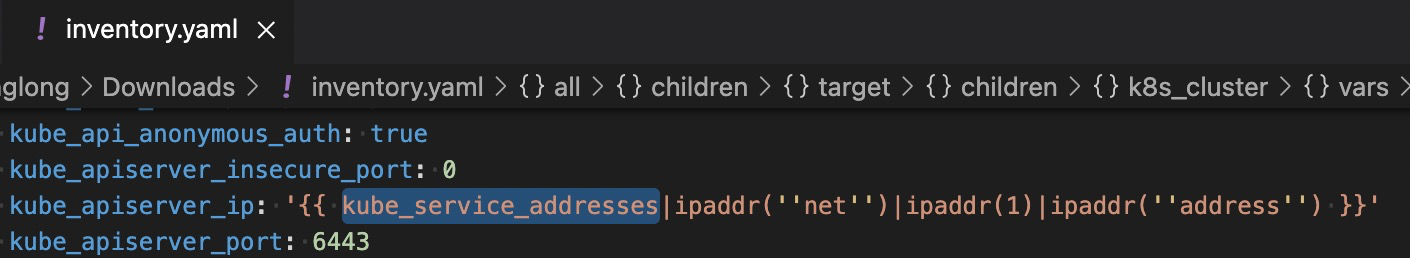 ! inventory.yaml ×
nglong > Downloads > ! inventory.yaml > {} all > {} children > {} target > {} children > {} k8s_cluster > {} vars >
kube_api_anonymous_auth: true
kube_apiserver_insecure_port: 0
kube_apiserver_ip: '{{ kube_service_addresses|ipaddr(''net'')|ipaddr(1)|ipaddr(''address'') }}'
kube_apiserver_port: 6443